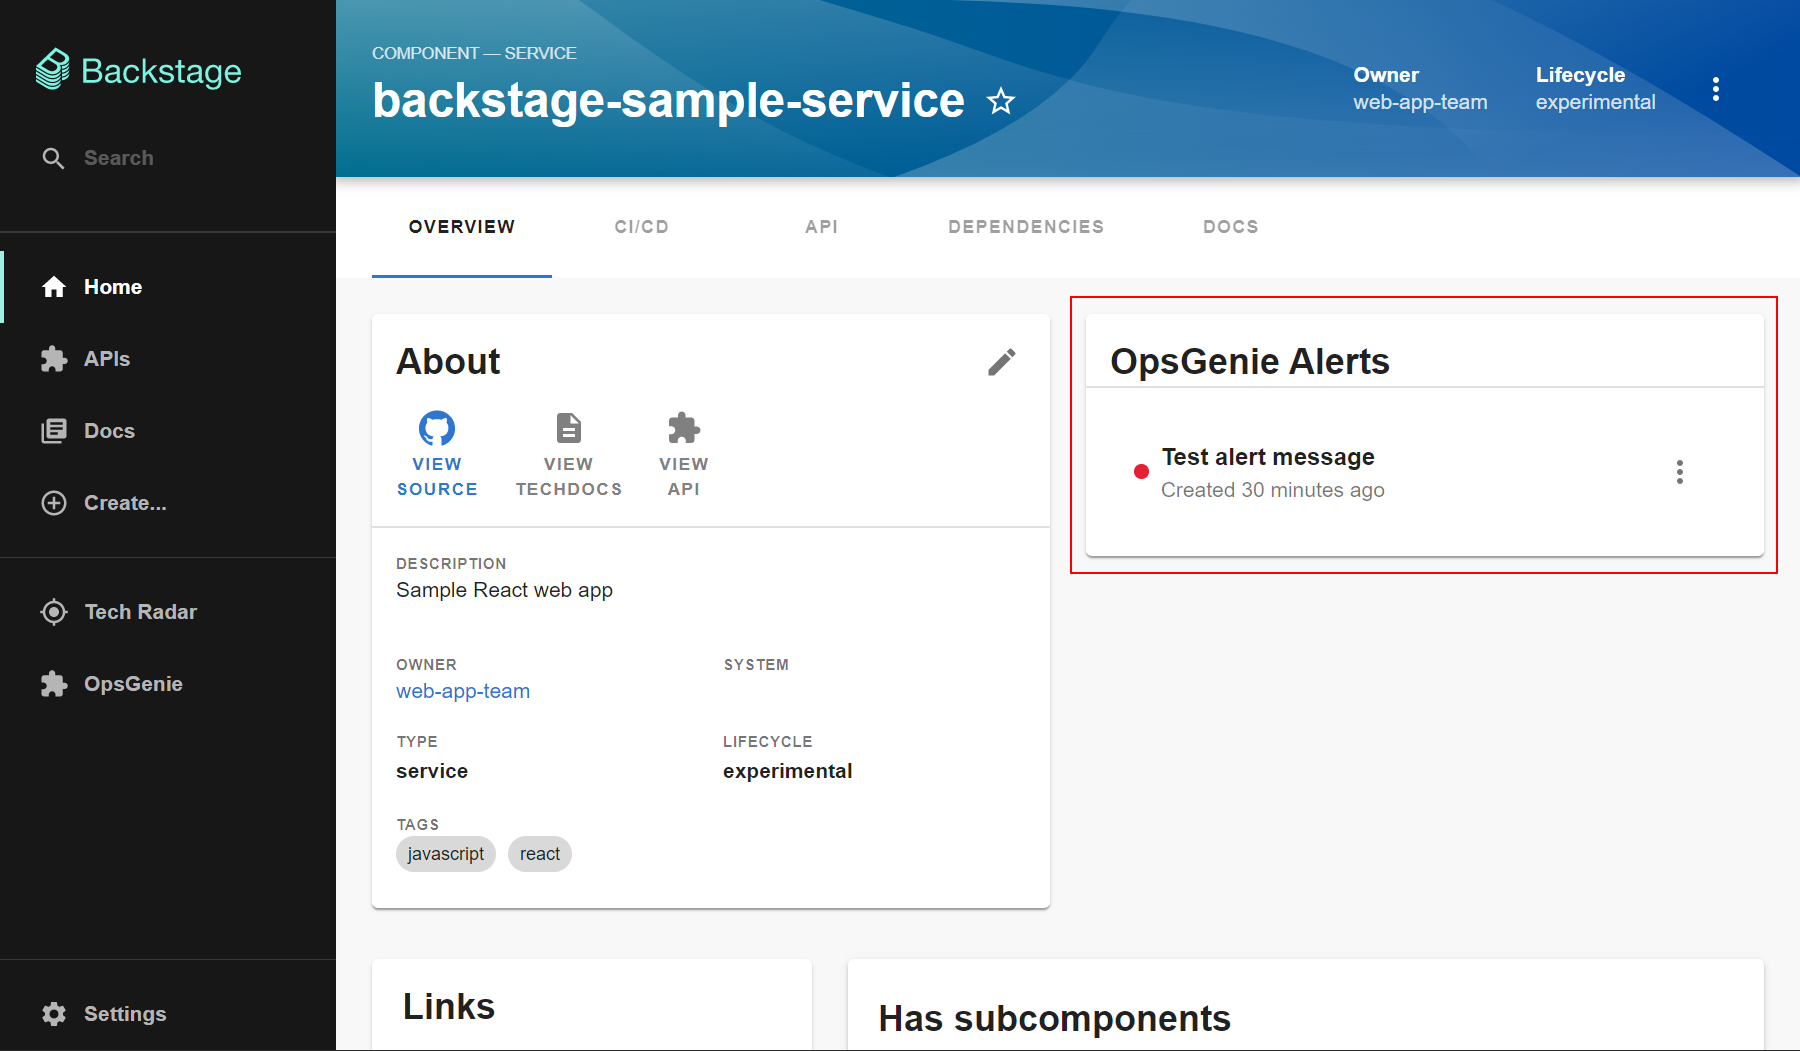 Backstage
Search
Home
APIs
Docs
Create...
Tech Radar
OpsGenie
Settings
COMPONENT — SERVICE
backstage-sample-service
Owner
web-app-team
Lifecycle
experimental
OVERVIEW
CI/CD
API
DEPENDENCIES
DOCS
About
VIEW
SOURCE
VIEW
TECHDOCS
VIEW
API
DESCRIPTION
Sample React web app
OWNER
web-app-team
SYSTEM
TYPE
service
LIFECYCLE
experimental
TAGS
javascript
react
OpsGenie Alerts
Test alert message
Created 30 minutes ago
Links
Has subcomponents